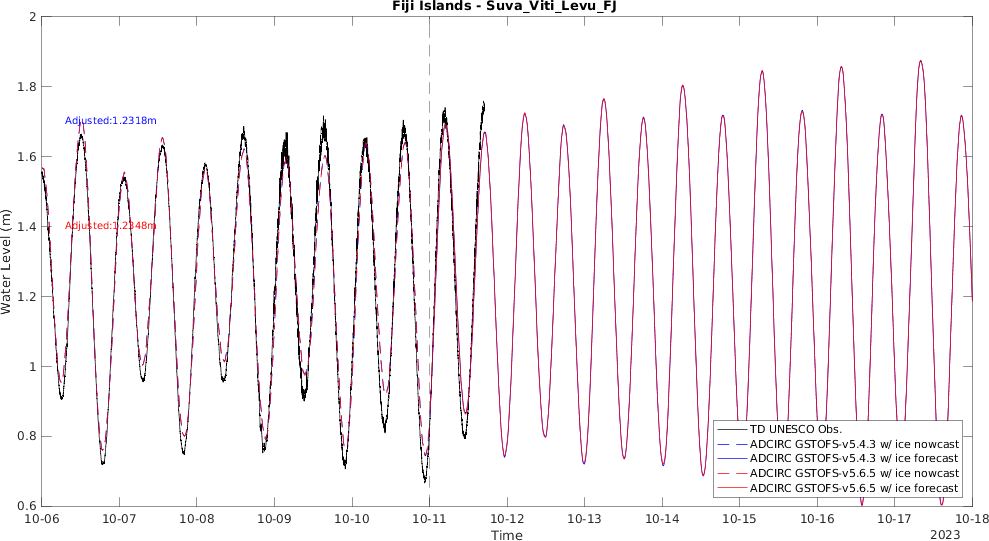 Fiji Islands - Suva_Viti_Levu_FJ
2
1.8
1.6
1.4
1.2
1
0.8
0.6
Water Level (m)
Adjusted:1.2318m
Adjusted:1.2348m
TD UNESCO Obs.
ADCIRC GSTOFS-v5.4.3 w/ ice nowcast
ADCIRC GSTOFS-v5.4.3 w/ ice forecast
ADCIRC GSTOFS-v5.6.5 w/ ice nowcast
ADCIRC GSTOFS-v5.6.5 w/ ice forecast
10-06 10-07 10-08 10-09 10-10 10-11 10-12 10-13 10-14 10-15 10-16 10-17 10-18
Time
2023